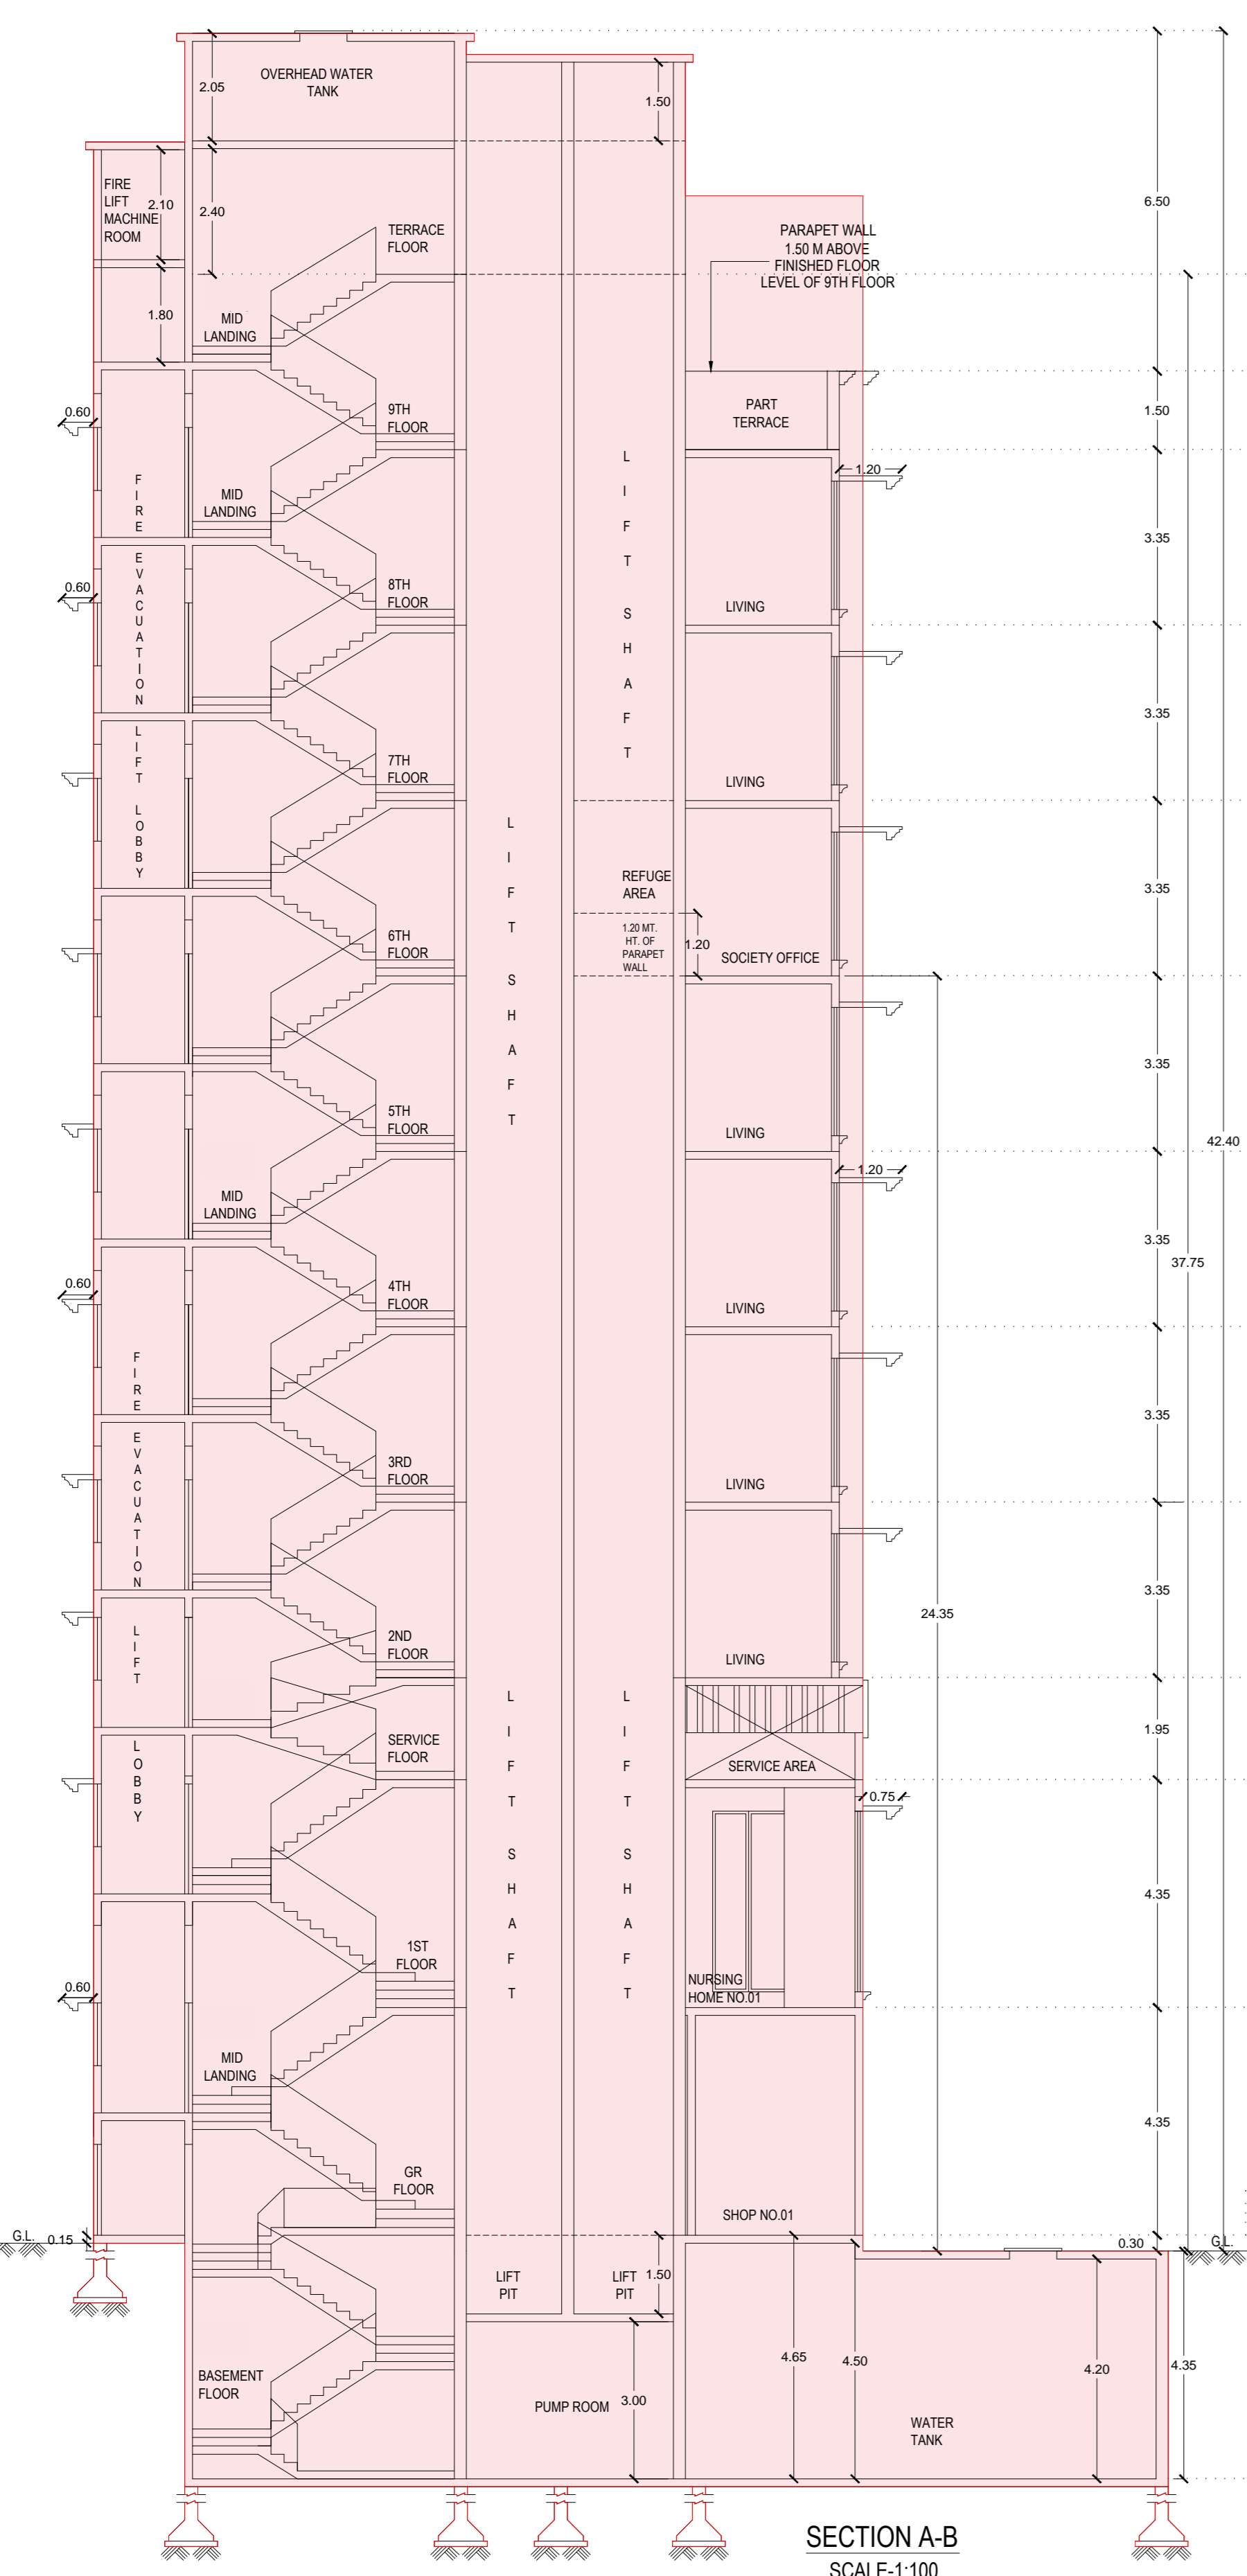 OVERHEAD WATER
TANK
2.05
1.50
FIRE
LIFT
MACHINE
ROOM
2.10
2.40
6.50
TERRACE
FLOOR
PARAPET WALL
1.50 M ABOVE
FINISHED FLOOR
LEVEL OF 9TH FLOOR
1.80
MID
LANDING
0.60
9TH
FLOOR
PART
TERRACE
1.50
1.20
MID
LANDING
FIRE
EVACUATION
LIFT
LOBBY
LIFT
SHAFT
3.35
0.60
8TH
FLOOR
LIVING
3.35
7TH
FLOOR
LIVING
3.35
LIFT
SHAFT
REFUGE
AREA
1.20 MT.
HT. OF
PARAPET
WALL
1.20
6TH
FLOOR
SOCIETY OFFICE
3.35
5TH
FLOOR
LIVING
42.40
1.20
MID
LANDING
3.35
37.75
0.60
4TH
FLOOR
LIVING
FIRE
EVACUATION
LIFT
LOBBY
3.35
3RD
FLOOR
LIVING
3.35
24.35
2ND
FLOOR
LIVING
LIFT
SHAFT
LIFT
SHAFT
1.95
SERVICE
FLOOR
SERVICE AREA
0.75
4.35
1ST
FLOOR
NURSING
HOME NO.01
0.60
MID
LANDING
4.35
GR
FLOOR
SHOP NO.01
G.L.
0.15
0.30
G.L.
LIFT
PIT
LIFT
PIT
1.50
4.65
4.50
4.20
4.35
BASEMENT
FLOOR
PUMP ROOM
3.00
WATER
TANK
SECTION A-B
SCALE-1:100